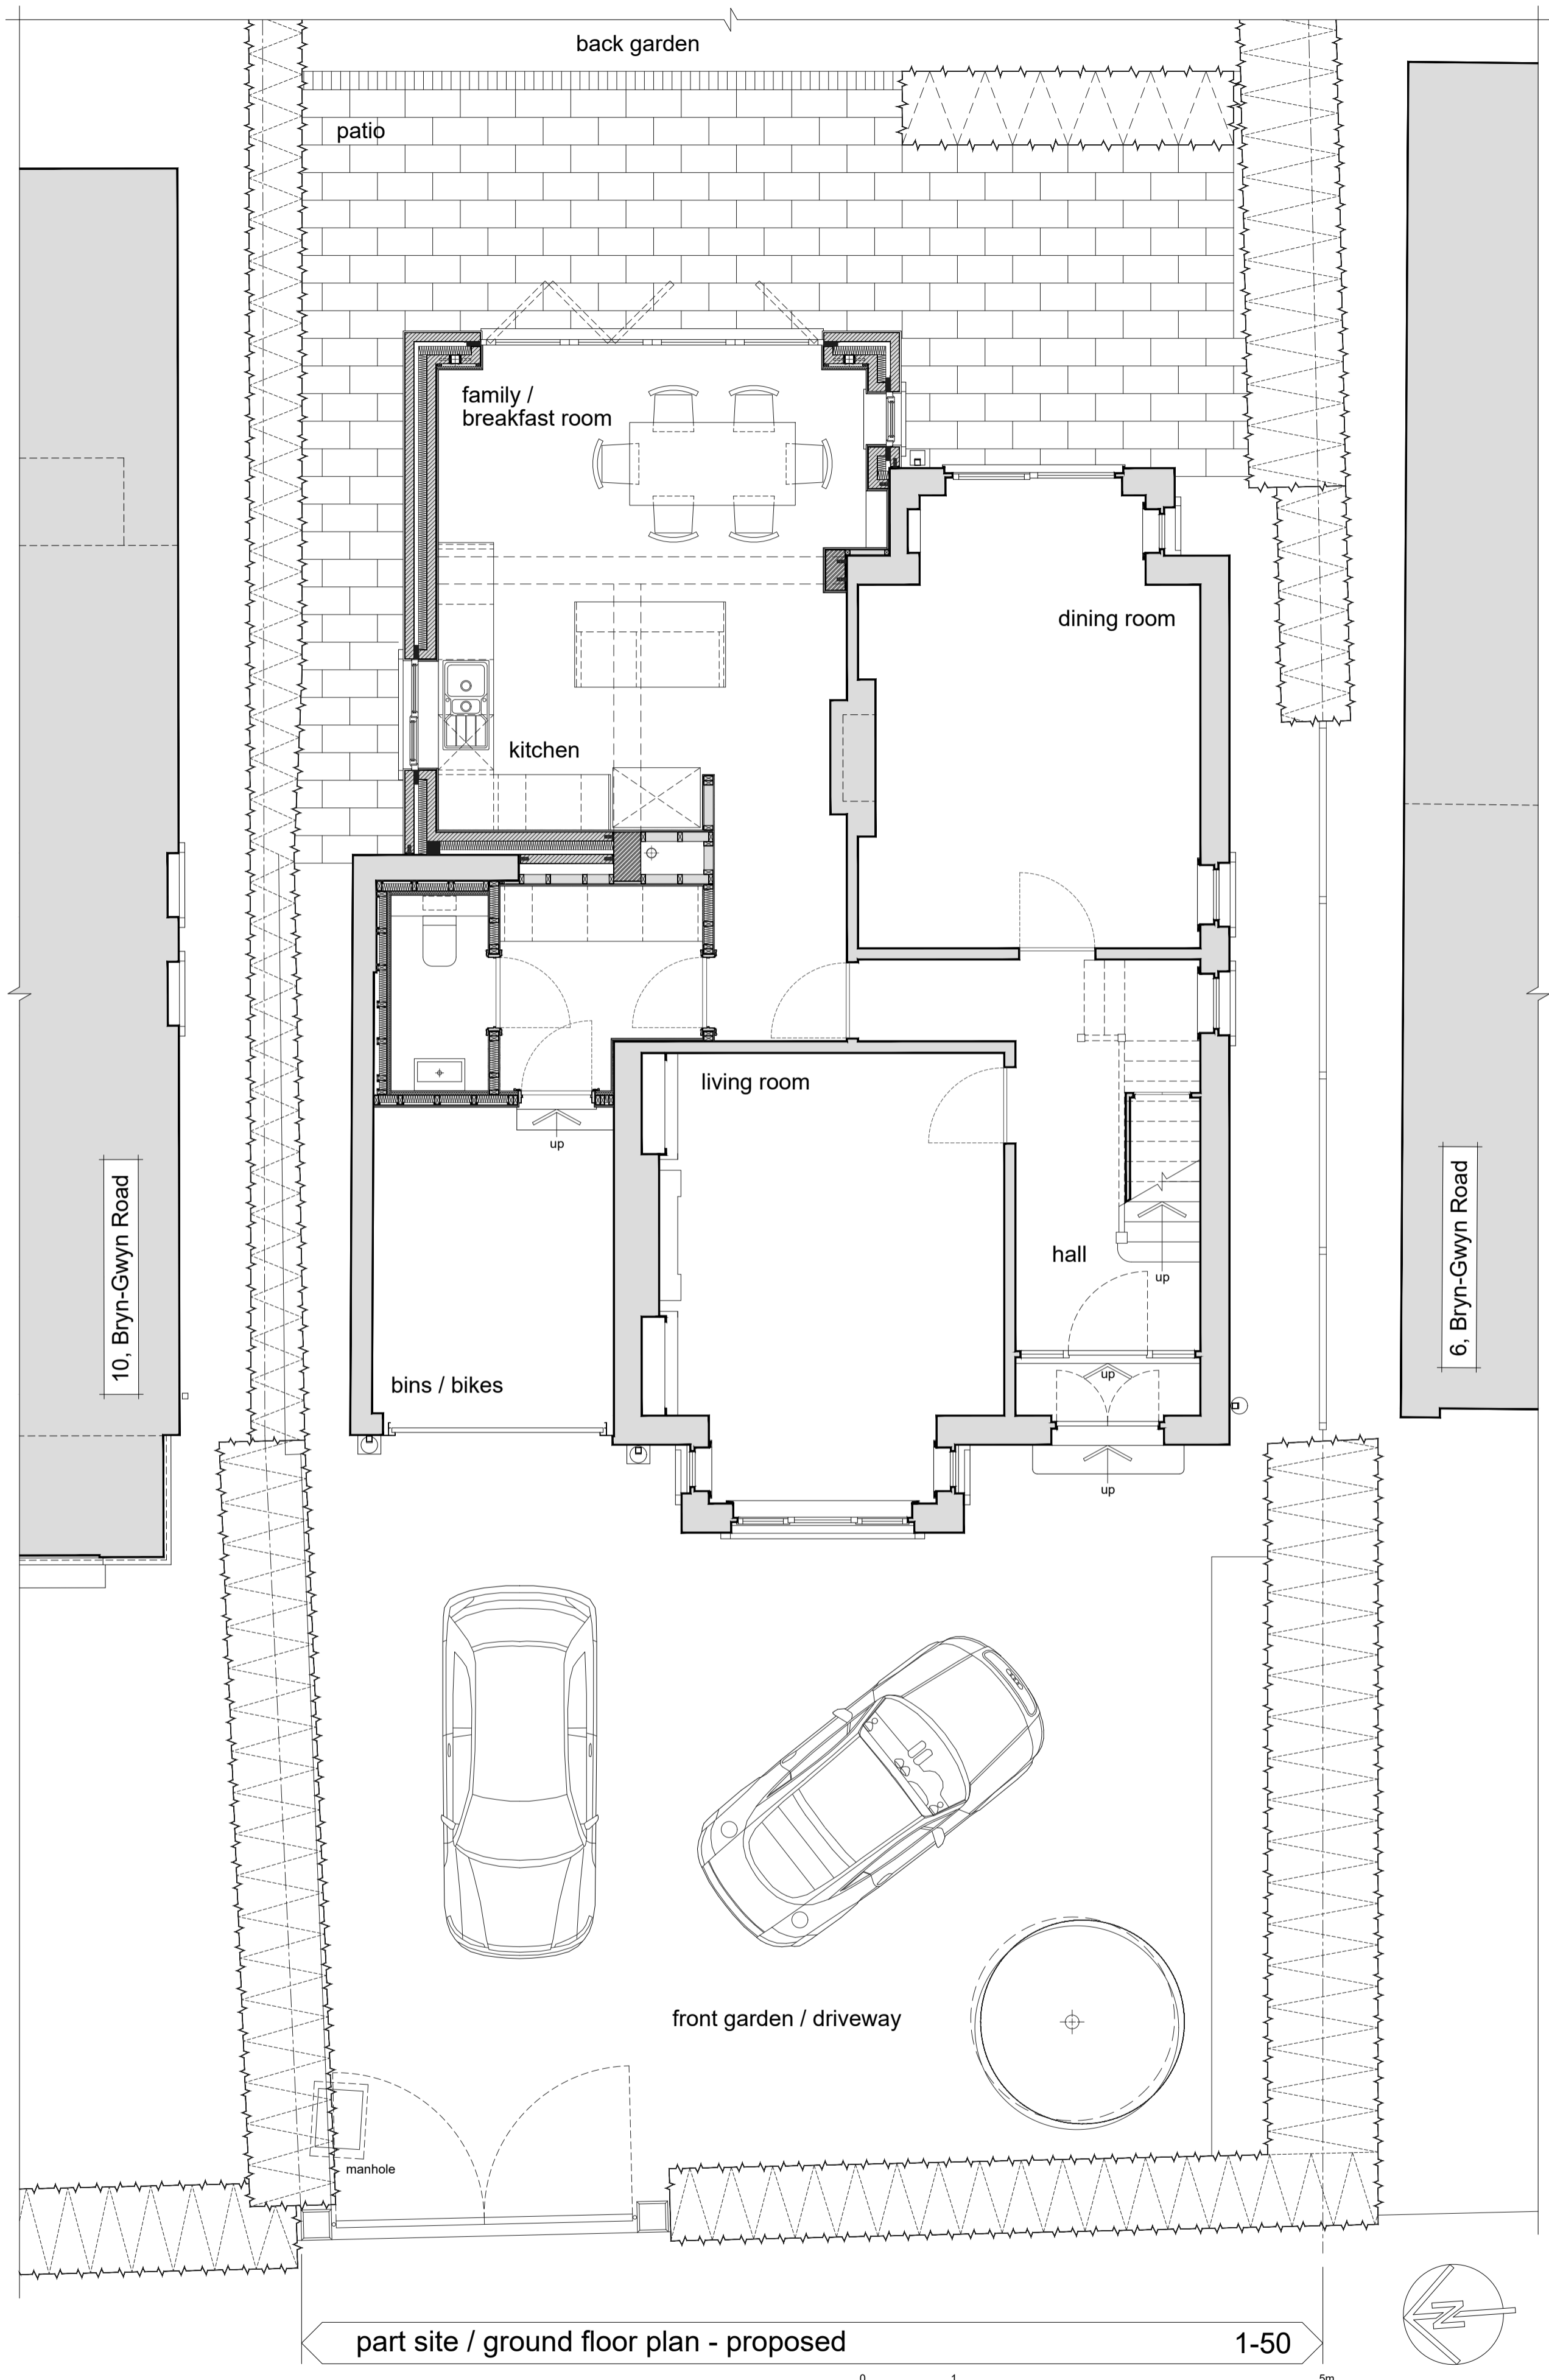 back garden
patio
family /
breakfast room
dining room
kitchen
living room
up
10, Bryn-Gwyn Road
6, Bryn-Gwyn Road
hall
up
up
bins / bikes
up
front garden / driveway
manhole
N
part site / ground floor plan - proposed
1-50
0 1 5m